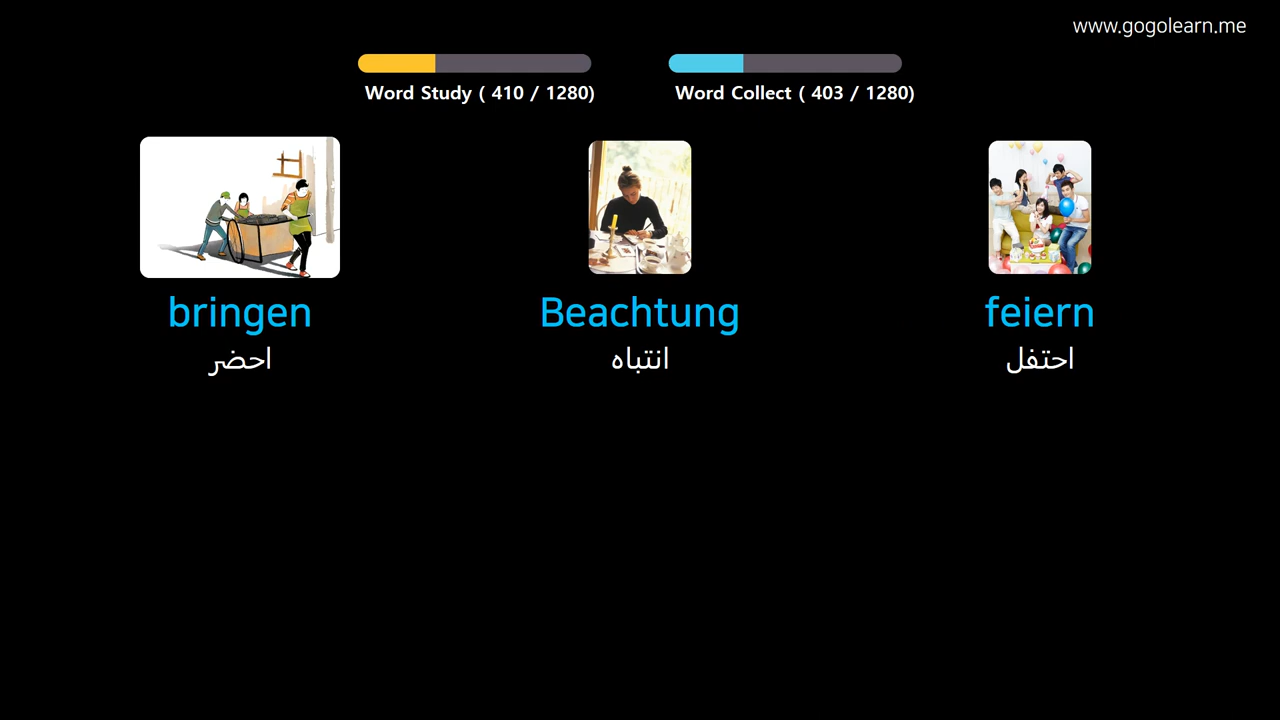 www.gogolearn.me
Word Study ( 410 / 1280)
Word Collect ( 403 / 1280)
bringen
احضر
Beachtung
انتباه
feiern
احتفل